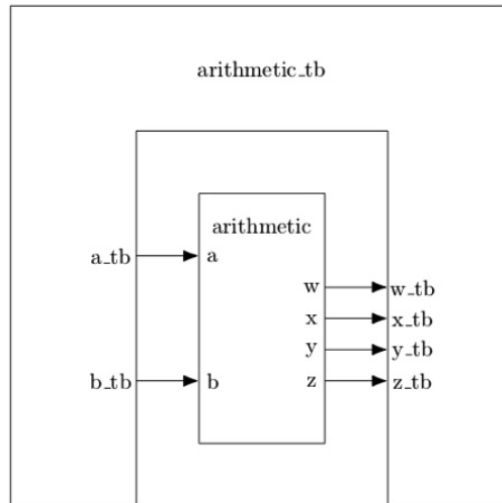 arithmetic_tb
arithmetic
a_tb a
w w_tb
x x_tb
y y_tb
b_tb b z z_tb